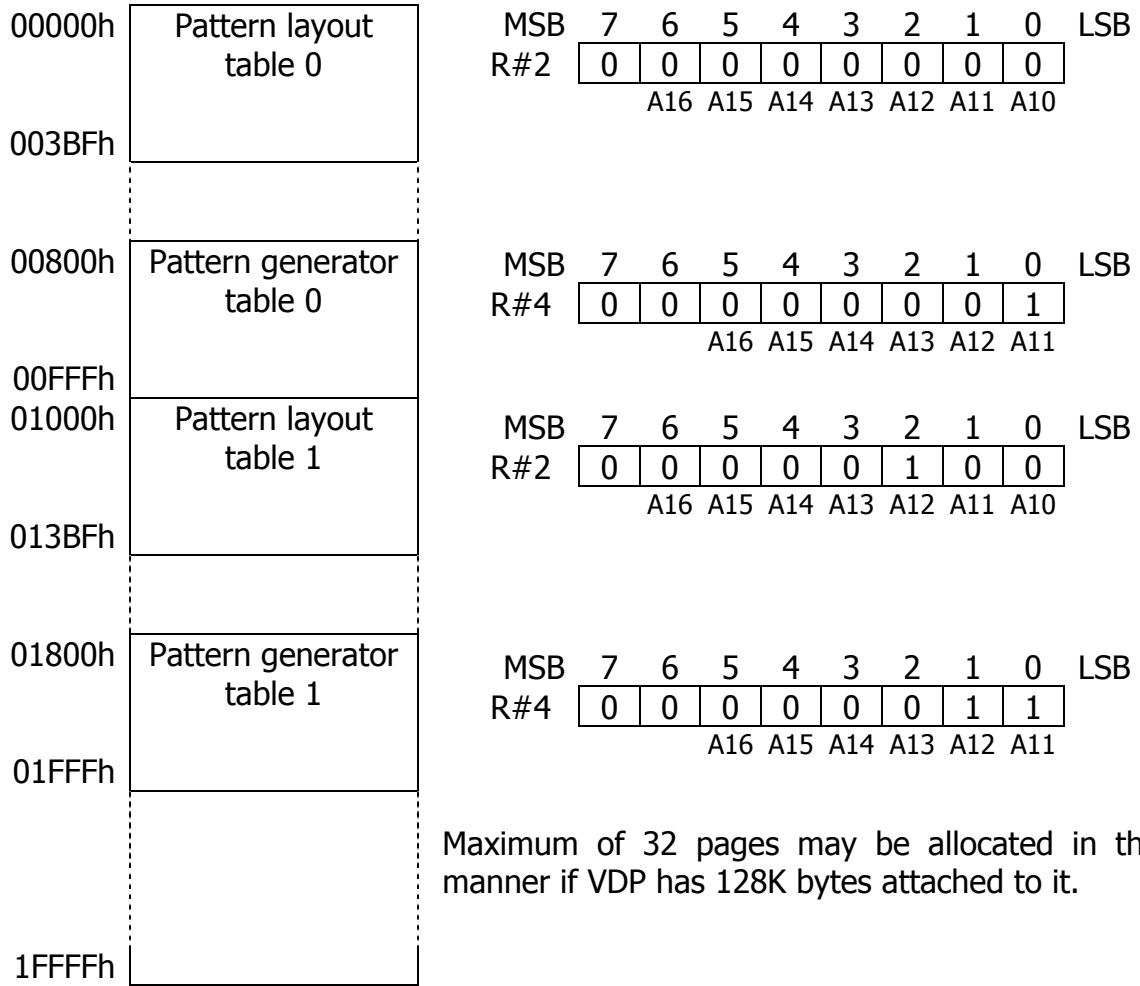 00000h Pattern layout MSB 7 6 5 4 3 2 1 0 LSB
table 0 R#2 0 0 0 0 0 0 0 0
A16 A15 A14 A13 A12 A11 A10
003BFh
00800h Pattern generator MSB 7 6 5 4 3 2 1 0 LSB
table 0 R#4 0 0 0 0 0 0 0 1
A16 A15 A14 A13 A12 A11
00FFFh
01000h Pattern layout MSB 7 6 5 4 3 2 1 0 LSB
table 1 R#2 0 0 0 0 0 1 0 0
A16 A15 A14 A13 A12 A11 A10
013BFh
01800h Pattern generator MSB 7 6 5 4 3 2 1 0 LSB
table 1 R#4 0 0 0 0 0 0 1 1
A16 A15 A14 A13 A12 A11
01FFFh
Maximum of 32 pages may be allocated in th
manner if VDP has 128K bytes attached to it.
1FFFFh